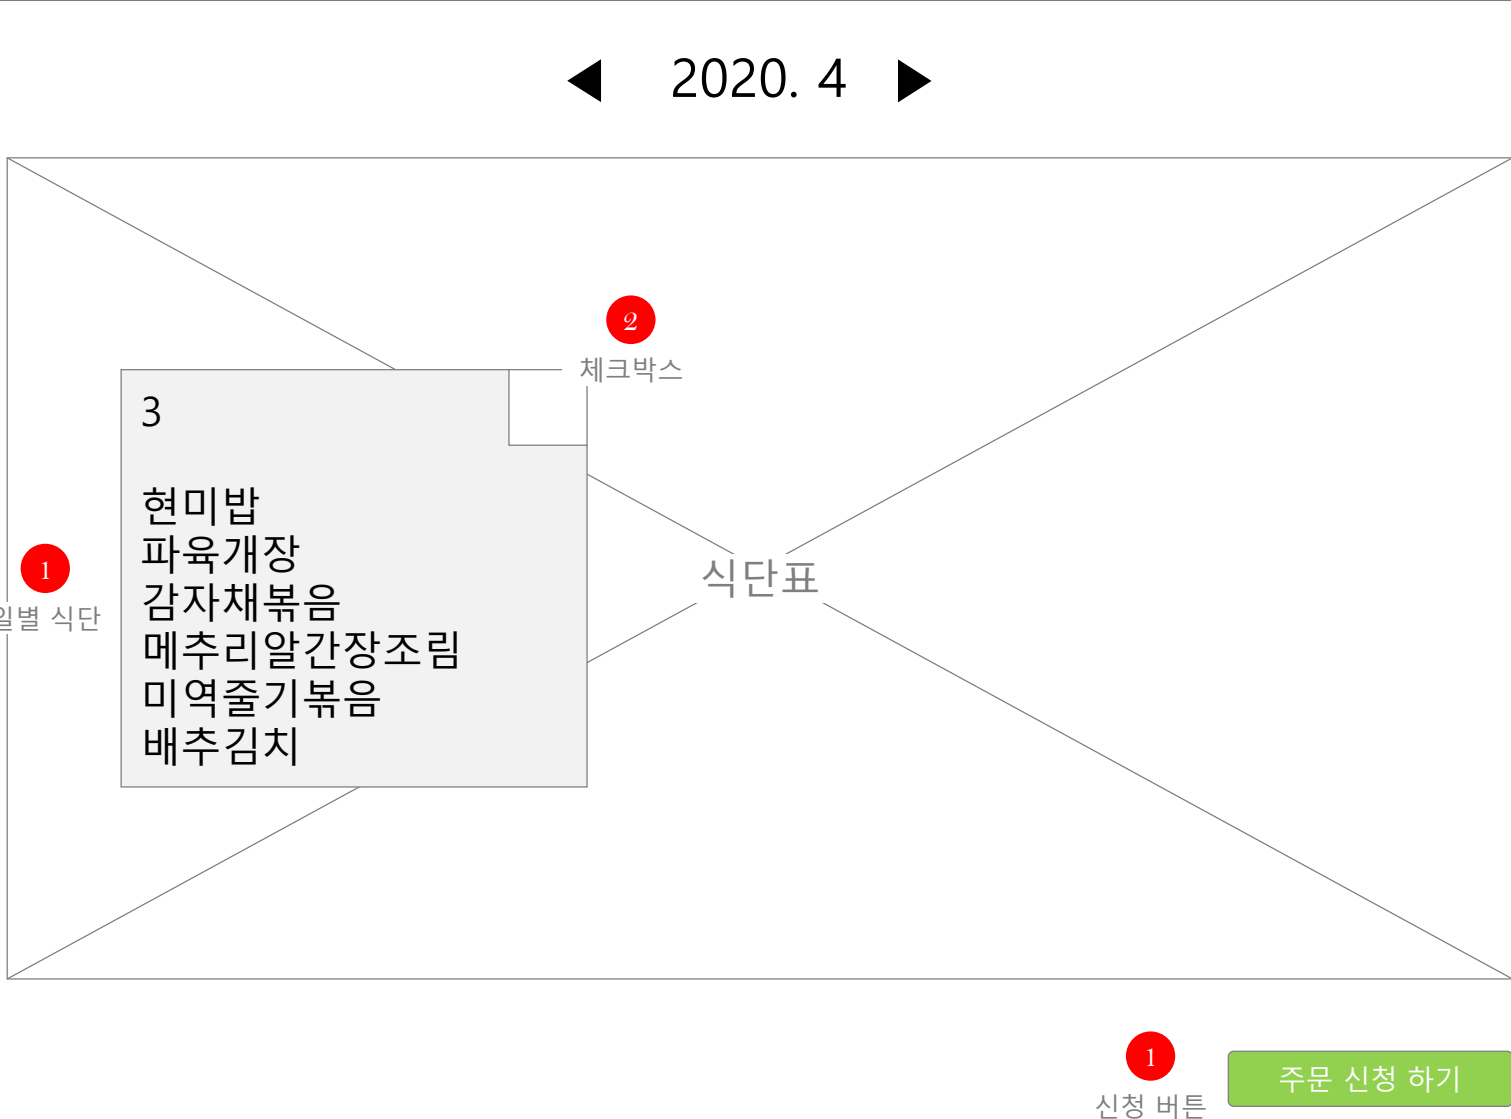 2020. 4
2
체크박스
3
현미밥
파육개장
감자채볶음
메추리알간장조림
미역줄기볶음
배추김치
1
일별 식단
식단표
1
신청 버튼
주문 신청 하기